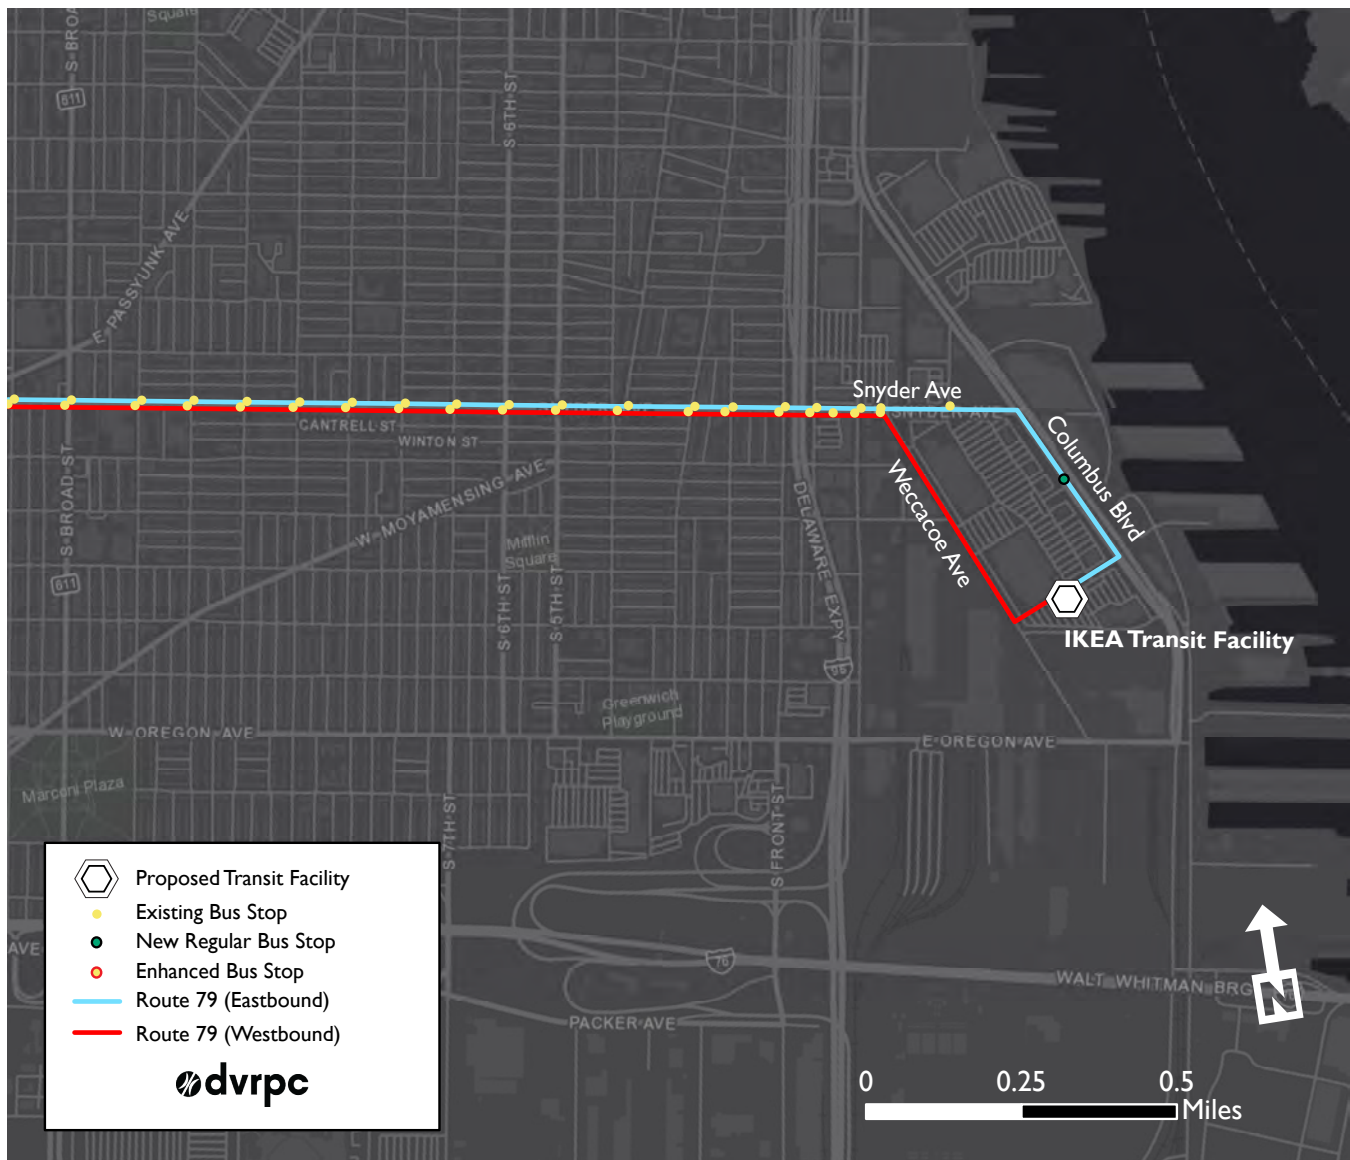 Square
S BROA
611
S 6TH ST
E PASSYUNK AVE
Snyder Ave
SNYDER AV
CANTRELL ST
WINTON ST
Columbus Blvd
S BROAD ST
W MOYAMENSING AVE
Weccacoe Ave
DELAWARE EXPY
Mifflin
Square
611
S 6TH ST
S 5TH ST
IKEA Transit Facility
95
Greenwich
Playground
W OREGON AVE
E OREGON AVE
Marconi Plaza
S 7TH ST
S FRONT ST
AVE
76
WALT WHITMAN BRG
PACKER AVE
Proposed Transit Facility
Existing Bus Stop
New Regular Bus Stop
Enhanced Bus Stop
Route 79 (Eastbound)
Route 79 (Westbound)
dvrpc
N
0 0.25 0.5
Miles